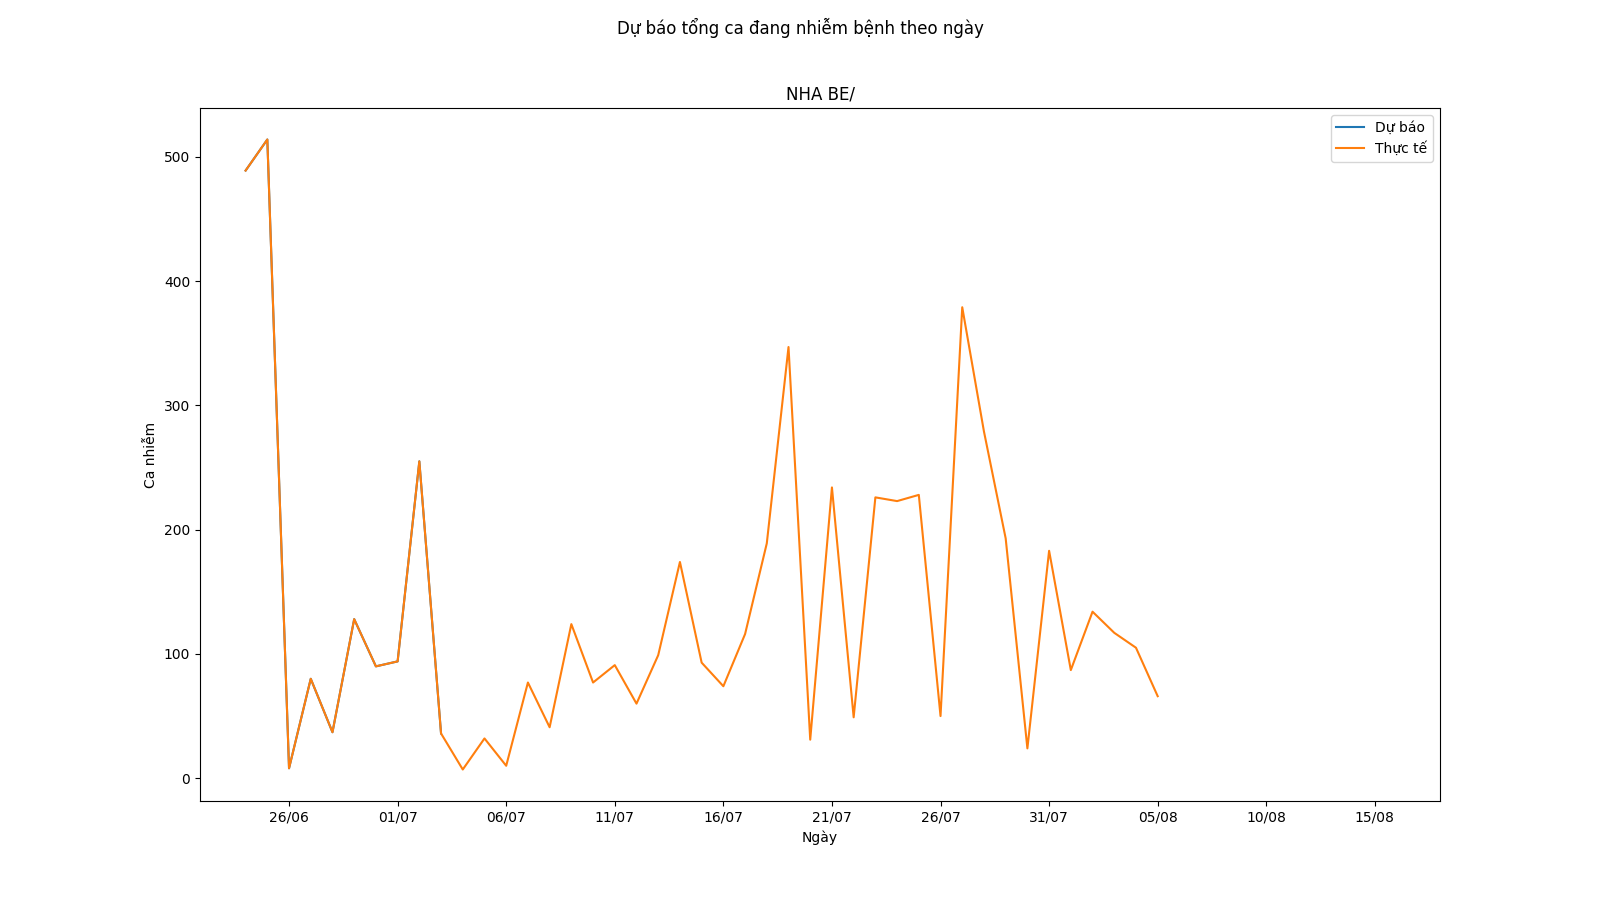 Dự báo tổng ca đang nhiễm bệnh theo ngày
NHA BE/
Dự báo
Thực tế
500
400
300
200
100
0
Ca nhiễm
26/06
01/07
06/07
11/07
16/07
21/07
26/07
31/07
05/08
10/08
15/08
Ngày